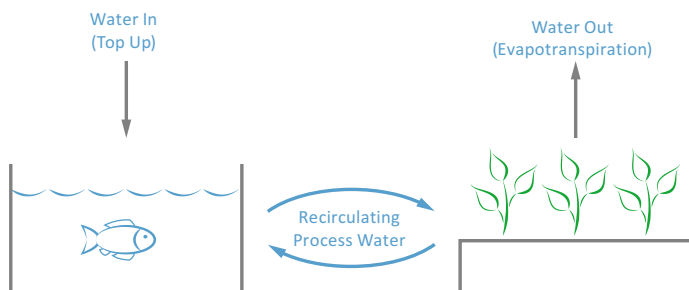 Water In
(Top Up)
Water Out
(Evapotranspiration)
Recirculating
Process Water